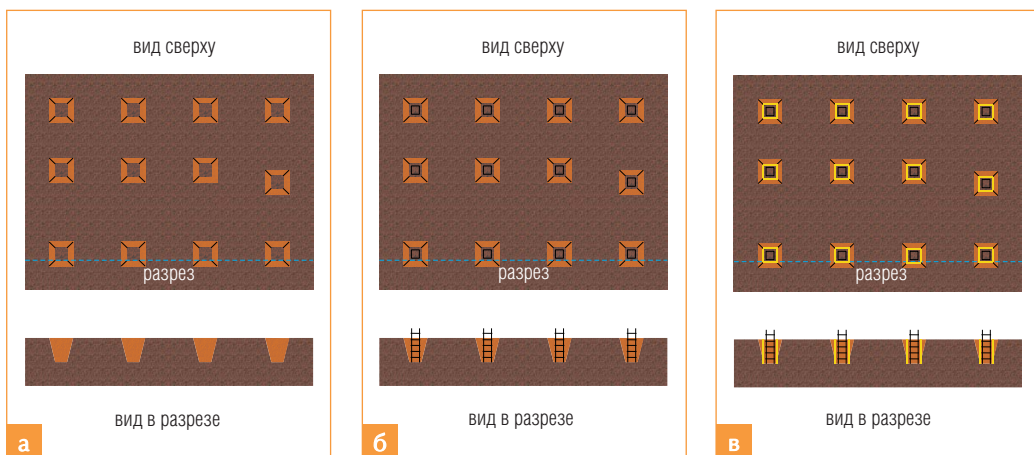 вид сверху
разрез
вид в разрезе
а
вид сверху
разрез
вид в разрезе
б
вид сверху
разрез
вид в разрезе
в